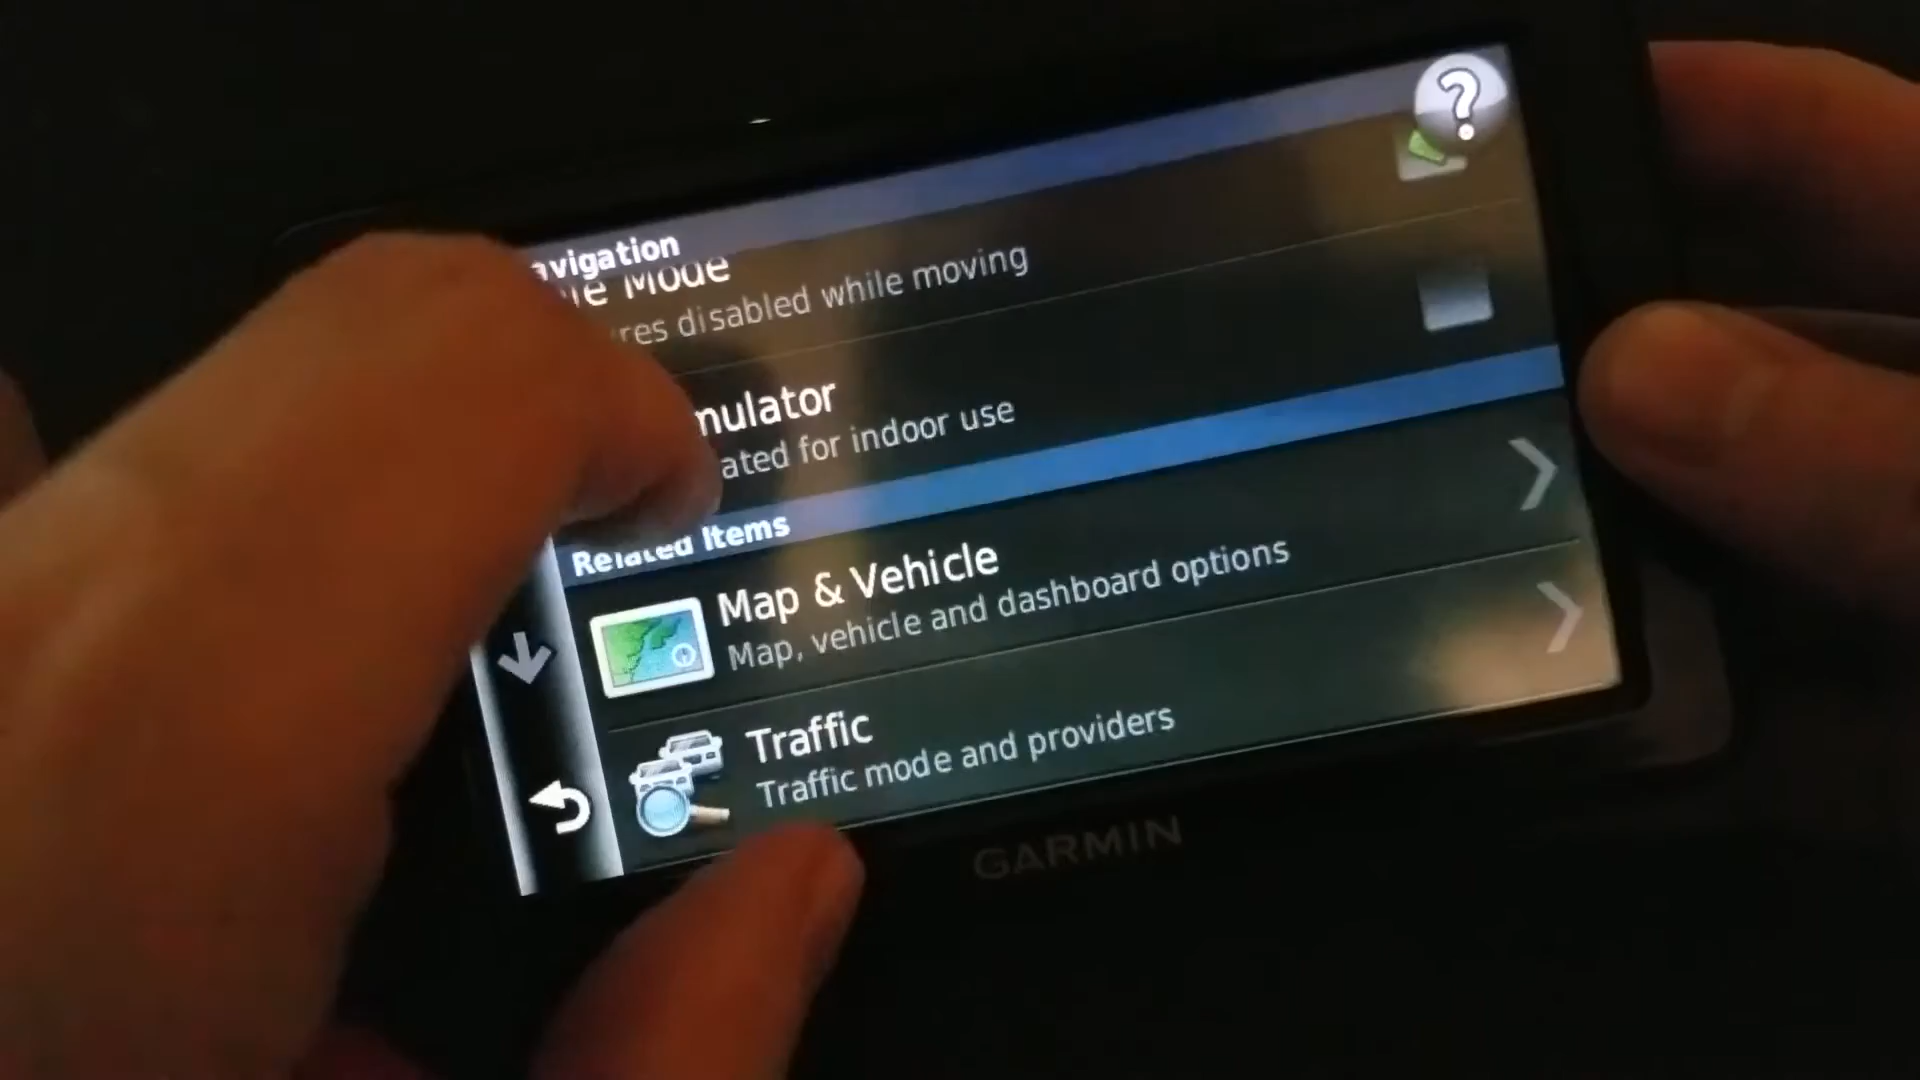 avigation
le Mode
res disabled while moving
mulator
ated for indoor use
Related Items
Map & Vehicle
Map, vehicle and dashboard options
Traffic
Traffic mode and providers
GARMIN
?